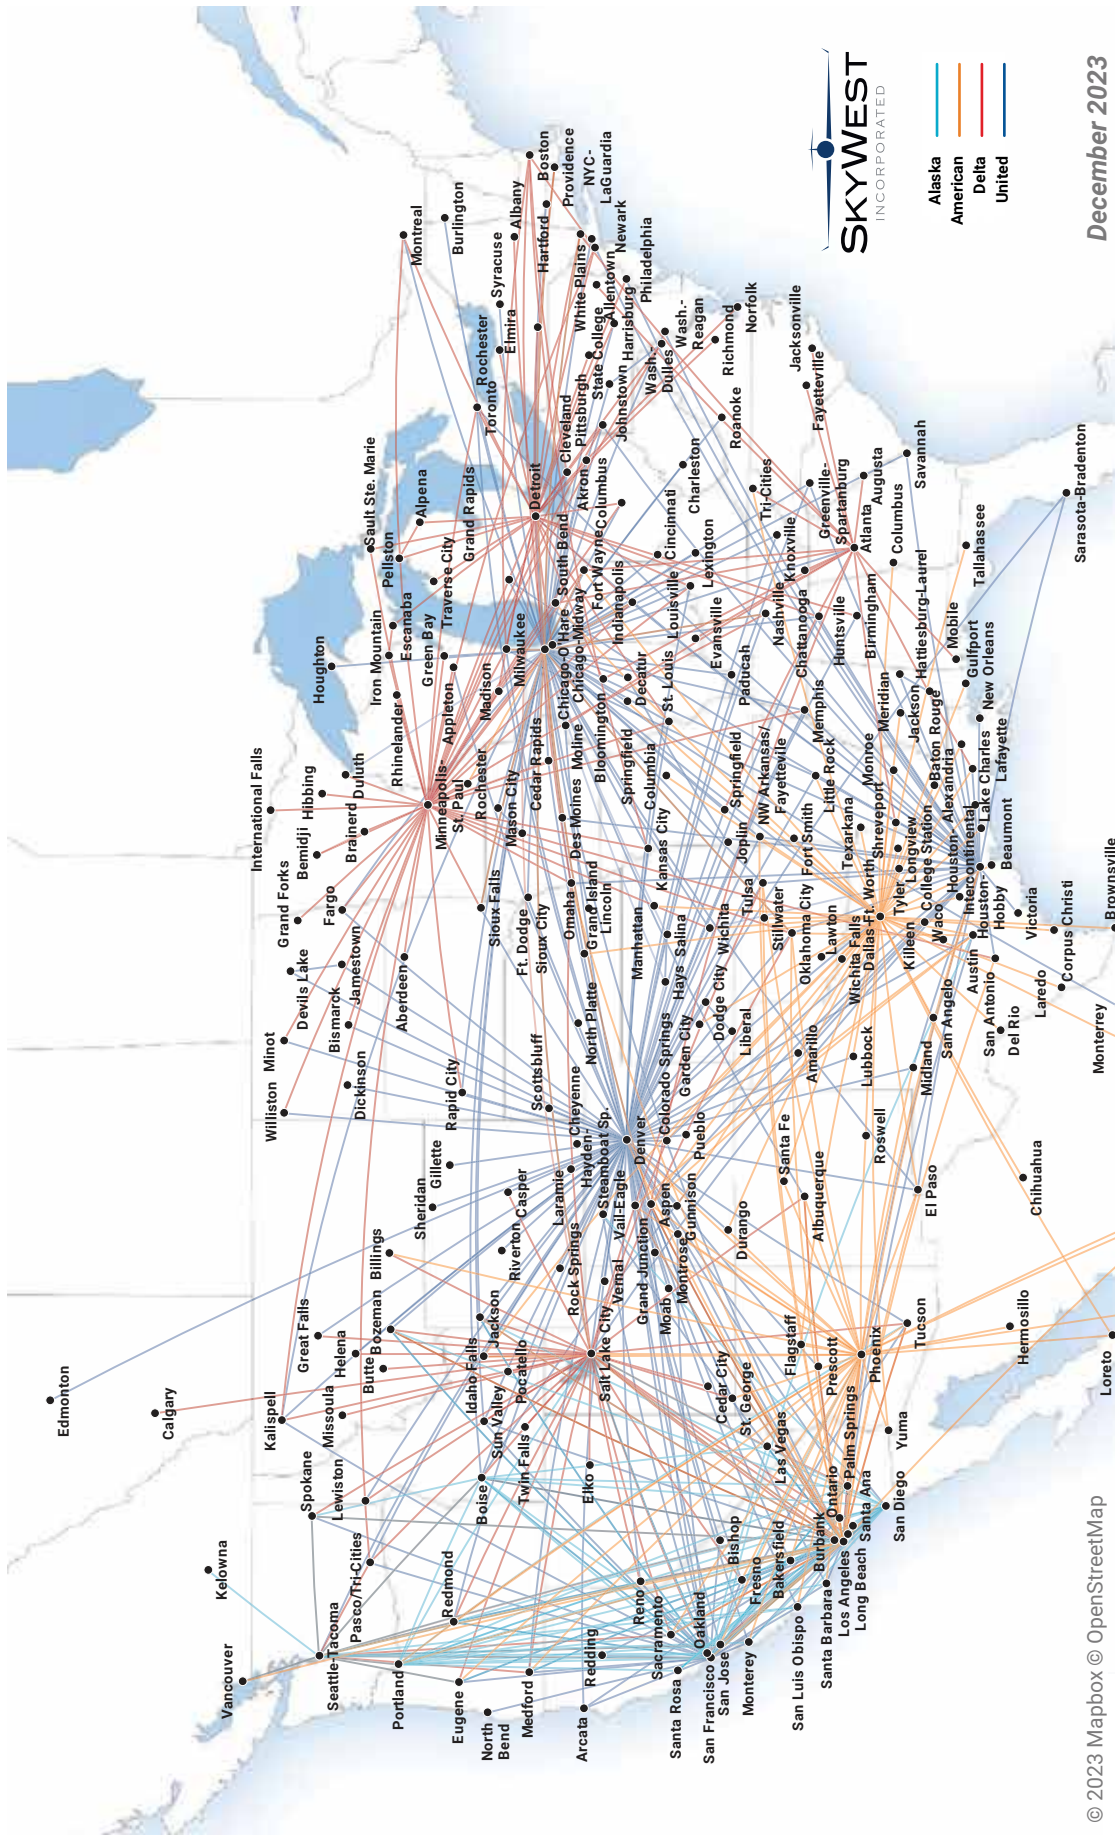 Edmonton
Calgary
Vancouver
Kelowna
Kalispell
Spokane
Lewiston
Missoula
Great Falls
Helena
Butte
Bozeman
Billings
Seattle-Tacoma
Pasco/Tri-Cities
Portland
Redmond
Eugene
North
Bend
Medford
Arcata
Redding
Santa Rosa
Sacramento
Reno
San Francisco
Oakland
San Jose
Monterey
Fresno
Bishop
Bakersfield
San Luis Obispo
Santa Barbara
Burbank
Los Angeles
Long Beach
Ontario
Santa Ana
Palm Springs
San Diego
Yuma
Las Vegas
St. George
Cedar City
Elko
Boise
Twin Falls
Sun Valley
Pocatello
Idaho Falls
Jackson
Salt Lake City
Vernal
Rock Springs
Riverton
Casper
Sheridan
Gillette
Laramie
Cheyenne
Hayden-
Steamboat Sp.
Vail-Eagle
Denver
Aspen
Gunnison
Grand Junction
Montrose
Moab
Durango
Colorado Springs
Pueblo
Flagstaff
Prescott
Phoenix
Tucson
Hermosillo
Loreto
Chihuahua
Santa Fe
Albuquerque
Roswell
El Paso
Williston
Minot
Dickinson
Bismarck
Devils Lake
Jamestown
Grand Forks
Fargo
Aberdeen
Rapid City
Scottsbluff
North Platte
Grand Island
Lincoln
Omaha
Sioux Falls
Ft. Dodge
Sioux City
Manhattan
Salina
Hays
Wichita
Dodge City
Garden City
Liberal
Amarillo
Lubbock
Midland
San Angelo
Kansas City
Columbia
Joplin
Springfield
Tulsa
Stillwater
Oklahoma City
Lawton
Wichita Falls
Dallas-Ft. Worth
Fort Smith
NW Arkansas/
Fayetteville
Little Rock
Texarkana
Shreveport
Monroe
Longview
Tyler
Killeen
Waco
College Station
Houston-
Intercontinental
Houston-
Hobby
Austin
San Antonio
Del Rio
Laredo
Corpus Christi
Victoria
Brownsville
Monterrey
Beaumont
Lake Charles
Lafayette
Alexandria
Baton Rouge
New Orleans
Gulfport
Mobile
Hattiesburg-Laurel
Jackson
Meridian
Memphis
International Falls
Hibbing
Bemidji
Brainerd
Duluth
Minneapolis-
St. Paul
Rochester
Mason City
Cedar Rapids
Des Moines
Moline
Rhinelander
Houghton
Iron Mountain
Escanaba
Green Bay
Appleton
Madison
Milwaukee
Chicago-O'Hare
Chicago-Midway
Bloomington
Springfield
Decatur
St. Louis
Evansville
Paducah
Nashville
Chattanooga
Huntsville
Birmingham
Sault Ste. Marie
Pellston
Alpena
Traverse City
Grand Rapids
Detroit
South Bend
Fort Wayne
Indianapolis
Columbus
Cincinnati
Louisville
Lexington
Charleston
Knoxville
Tri-Cities
Greenville-
Spartanburg
Atlanta
Augusta
Columbus
Savannah
Tallahassee
Sarasota-Bradenton
Toronto
Rochester
Elmira
Syracuse
Montreal
Burlington
Albany
Hartford
Boston
Providence
NYC-
LaGuardia
White Plains
Newark
Allentown
Philadelphia
Harrisburg
State College
Johnstown
Pittsburgh
Cleveland
Akron
Wash.-
Dulles
Wash.-
Reagan
Richmond
Norfolk
Roanoke
Fayetteville
Jacksonville
SKYWEST
INCORPORATED
Alaska
American
Delta
United
December 2023
© 2023 Mapbox © OpenStreetMap